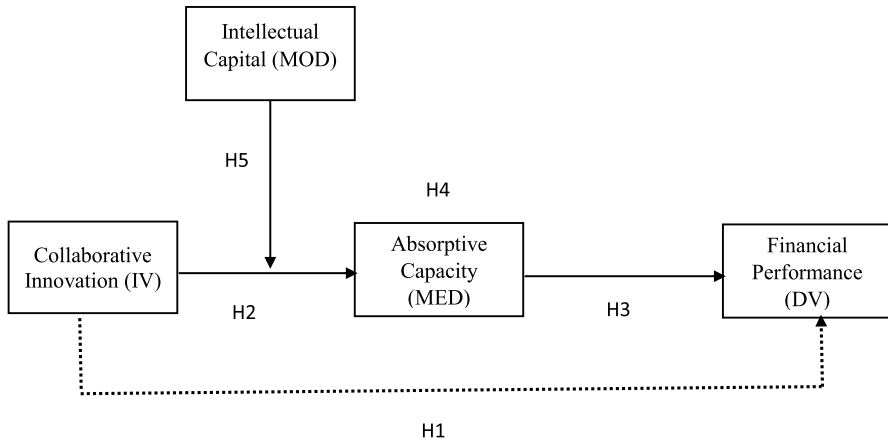 Intellectual
Capital (MOD)
H5
H4
Collaborative
Innovation (IV)
Absorptive
Capacity
(MED)
Financial
Performance
(DV)
H2
H3
H1